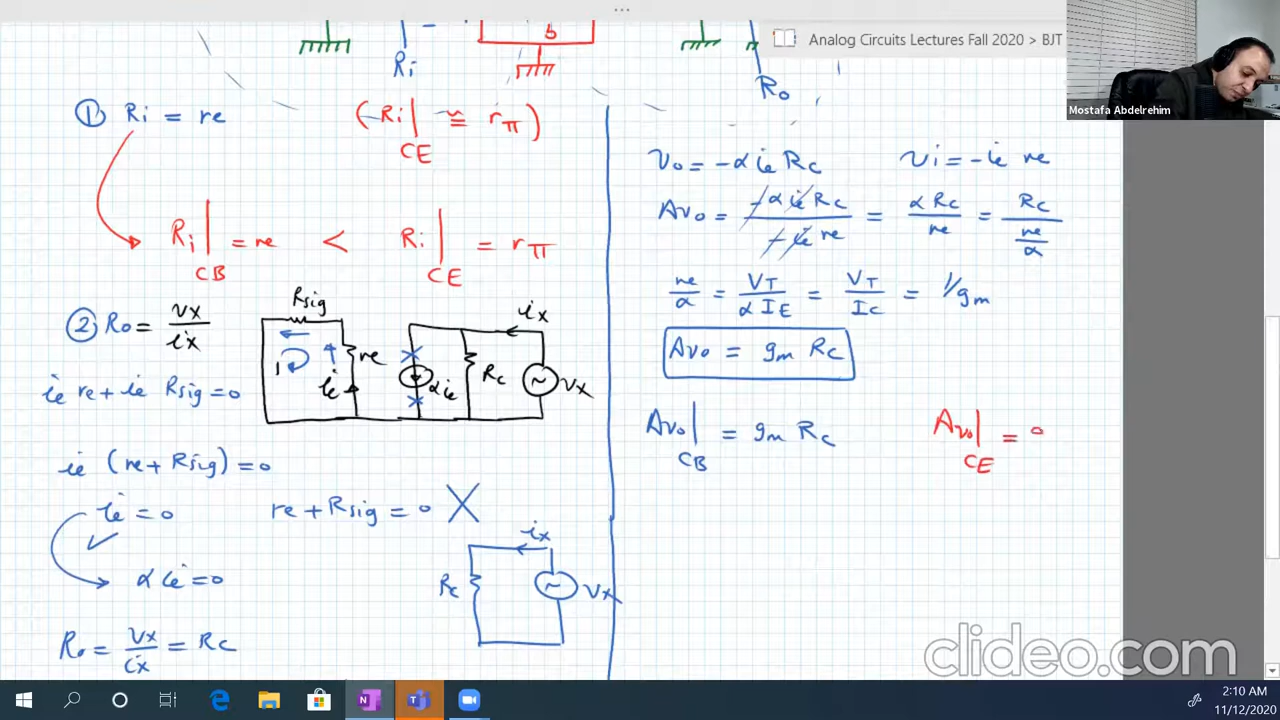 Analog Circuits Lectures Fall 2020 > BJT
Mostafa Abdelrehim
Ri
b
Ro
① Ri = re
(Ri| CE ≅ rπ)
Ri| CB = re < Ri| CE = rπ
② Ro = vx / ix
ie re + ie Rsig = 0
Rsig
re
ie
αie
Rc
ix
vx
ie (re + Rsig) = 0
ie = 0
re + Rsig = 0 X
αie = 0
Ro = vx / ix = Rc
ix
Rc
vx
vo = -α ie Rc
vi = -ie re
Avo = -α ie Rc / -ie re = α Rc / re = Rc / (re / α)
re / α = VT / α IE = VT / Ic = 1/gm
Avo = gm Rc
Avo| CB = gm Rc
Avo| CE =
clideo.com
2:10 AM
11/12/2020